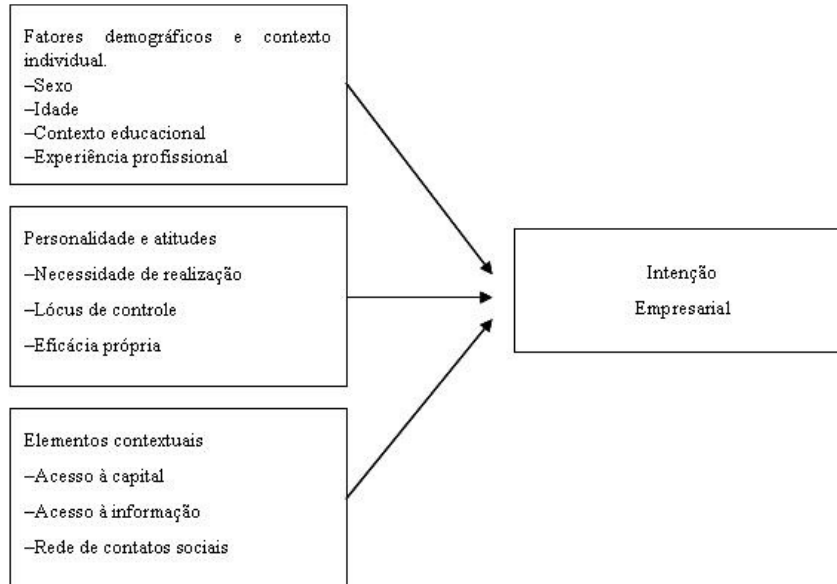 Fatores demográficos e contexto
individual.
–Sexo
–Idade
–Contexto educacional
–Experiência profissional
Personalidade e atitudes
–Necessidade de realização
–Lócus de controle
–Eficácia própria
Elementos contextuais
–Acesso à capital
–Acesso à informação
–Rede de contatos sociais
Intenção
Empresarial